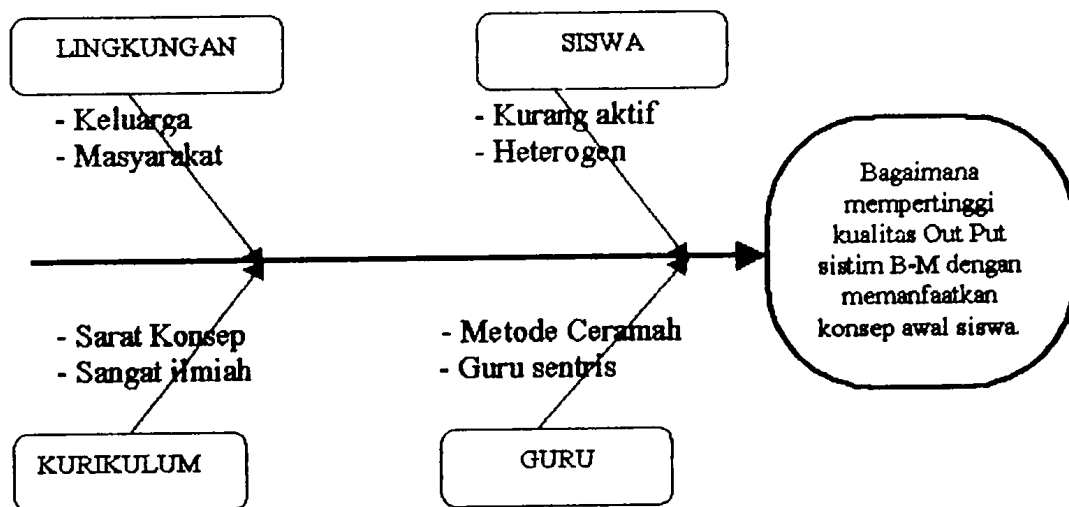 LINGKUNGAN
- Keluarga
- Masyarakat
SISWA
- Kurang aktif
- Heterogen
Bagaimana
mempertinggi
kualitas Out Put
sistim B-M dengan
memanfaatkan
konsep awal siswa.
- Sarat Konsep
- Sangat ilmiah
KURIKULUM
- Metode Ceramah
- Guru sentris
GURU